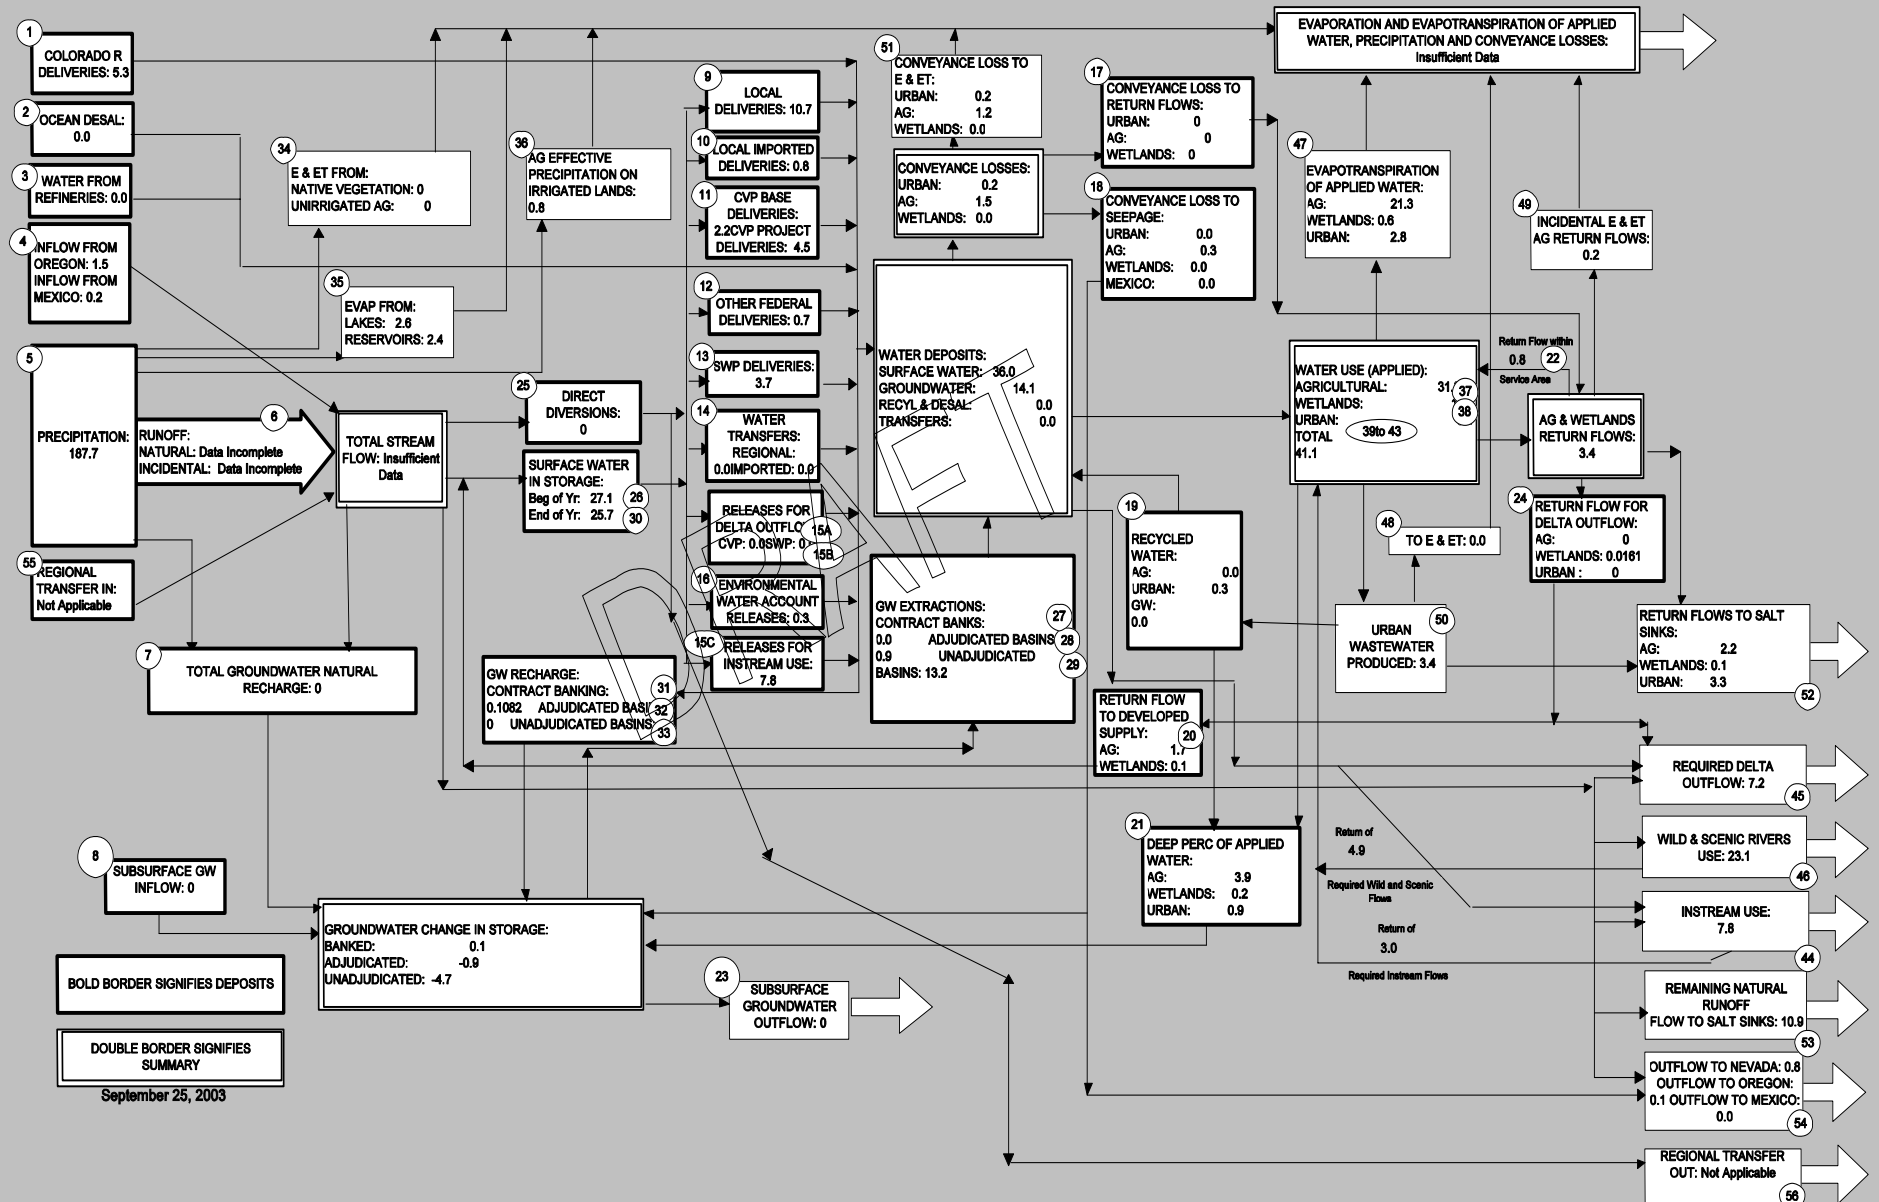 1
COLORADO R
DELIVERIES: 5.3
2
OCEAN DESAL:
0.0
3
WATER FROM
REFINERIES: 0.0
4
INFLOW FROM
OREGON: 1.5
INFLOW FROM
MEXICO: 0.2
5
PRECIPITATION:
187.7
6
RUNOFF:
NATURAL: Data Incomplete
INCIDENTAL: Data Incomplete
55
REGIONAL
TRANSFER IN:
Not Applicable
7
TOTAL GROUNDWATER NATURAL
RECHARGE: 0
8
SUBSURFACE GW
INFLOW: 0
BOLD BORDER SIGNIFIES DEPOSITS
DOUBLE BORDER SIGNIFIES
SUMMARY
September 25, 2003
34
E & ET FROM:
NATIVE VEGETATION: 0
UNIRRIGATED AG: 0
35
EVAP FROM:
LAKES: 2.6
RESERVOIRS: 2.4
36
AG EFFECTIVE
PRECIPITATION ON
IRRIGATED LANDS:
0.8
TOTAL STREAM
FLOW: Insufficient
Data
25
DIRECT
DIVERSIONS:
0
SURFACE WATER
IN STORAGE:
Beg of Yr: 27.1
End of Yr: 25.7
26
30
GW RECHARGE:
CONTRACT BANKING:
0.1082 ADJUDICATED BASI
0 UNADJUDICATED BASINS
31
32
33
GROUNDWATER CHANGE IN STORAGE:
BANKED: 0.1
ADJUDICATED: -0.9
UNADJUDICATED: -4.7
23
SUBSURFACE
GROUNDWATER
OUTFLOW: 0
9
LOCAL
DELIVERIES: 10.7
10
LOCAL IMPORTED
DELIVERIES: 0.8
11
CVP BASE
DELIVERIES:
2.2CVP PROJECT
DELIVERIES: 4.5
12
OTHER FEDERAL
DELIVERIES: 0.7
13
SWP DELIVERIES:
3.7
14
WATER
TRANSFERS:
REGIONAL:
0.0IMPORTED: 0.0
RELEASES FOR
DELTA OUTFLO
CVP: 0.0SWP: 0
15A
15B
16
ENVIRONMENTAL
WATER ACCOUNT
RELEASES: 0.3
15C
RELEASES FOR
INSTREAM USE:
7.8
DRAFT
51
CONVEYANCE LOSS TO
E & ET:
URBAN: 0.2
AG: 1.2
WETLANDS: 0.0
CONVEYANCE LOSSES:
URBAN: 0.2
AG: 1.5
WETLANDS: 0.0
WATER DEPOSITS:
SURFACE WATER: 36.0
GROUNDWATER: 14.1
RECYL & DESAL: 0.0
TRANSFERS: 0.0
GW EXTRACTIONS:
CONTRACT BANKS:
0.0 ADJUDICATED BASINS
0.9 UNADJUDICATED
BASINS: 13.2
27
28
29
17
CONVEYANCE LOSS TO
RETURN FLOWS:
URBAN: 0
AG: 0
WETLANDS: 0
18
CONVEYANCE LOSS TO
SEEPAGE:
URBAN: 0.0
AG: 0.3
WETLANDS: 0.0
MEXICO: 0.0
19
RECYCLED
WATER:
AG: 0.0
URBAN: 0.3
GW:
0.0
RETURN FLOW
TO DEVELOPED
SUPPLY:
AG: 1.7
WETLANDS: 0.1
20
21
DEEP PERC OF APPLIED
WATER:
AG: 3.9
WETLANDS: 0.2
URBAN: 0.9
EVAPORATION AND EVAPOTRANSPIRATION OF APPLIED
WATER, PRECIPITATION AND CONVEYANCE LOSSES:
Insufficient Data
47
EVAPOTRANSPIRATION
OF APPLIED WATER:
AG: 21.3
WETLANDS: 0.6
URBAN: 2.8
49
INCIDENTAL E & ET
AG RETURN FLOWS:
0.2
WATER USE (APPLIED):
AGRICULTURAL: 31.
WETLANDS:
URBAN:
TOTAL
41.1
37
38
39to 43
Return Flow within
0.8
22
Service Area
AG & WETLANDS
RETURN FLOWS:
3.4
24
RETURN FLOW FOR
DELTA OUTFLOW:
AG: 0
WETLANDS: 0.0161
URBAN : 0
48
TO E & ET: 0.0
50
URBAN
WASTEWATER
PRODUCED: 3.4
RETURN FLOWS TO SALT
SINKS:
AG: 2.2
WETLANDS: 0.1
URBAN: 3.3
52
REQUIRED DELTA
OUTFLOW: 7.2
45
WILD & SCENIC RIVERS
USE: 23.1
46
Return of
4.9
Required Wild and Scenic
Flows
INSTREAM USE:
7.8
44
Return of
3.0
Required Instream Flows
REMAINING NATURAL
RUNOFF
FLOW TO SALT SINKS: 10.9
53
OUTFLOW TO NEVADA: 0.8
OUTFLOW TO OREGON:
0.1 OUTFLOW TO MEXICO:
0.0
54
REGIONAL TRANSFER
OUT: Not Applicable
56